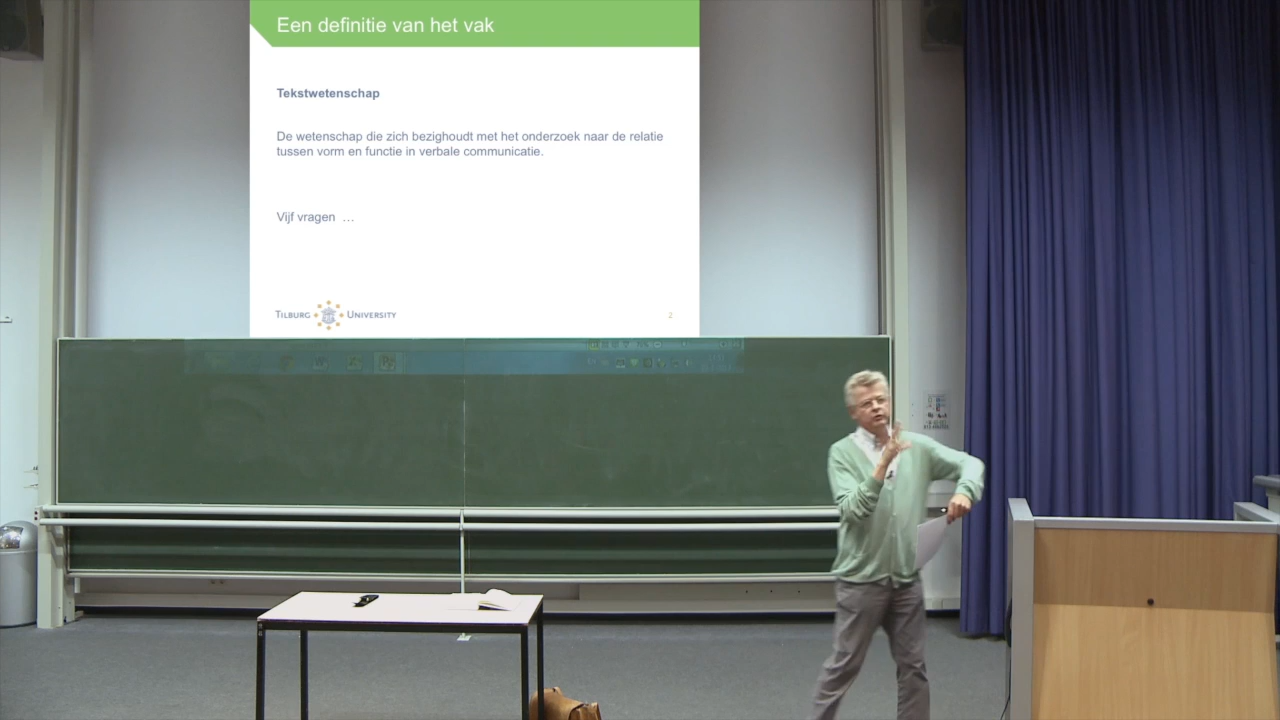 Een definitie van het vak
Tekstwetenschap
De wetenschap die zich bezighoudt met het onderzoek naar de relatie
tussen vorm en functie in verbale communicatie.
Vijf vragen …
TILBURG UNIVERSITY
2